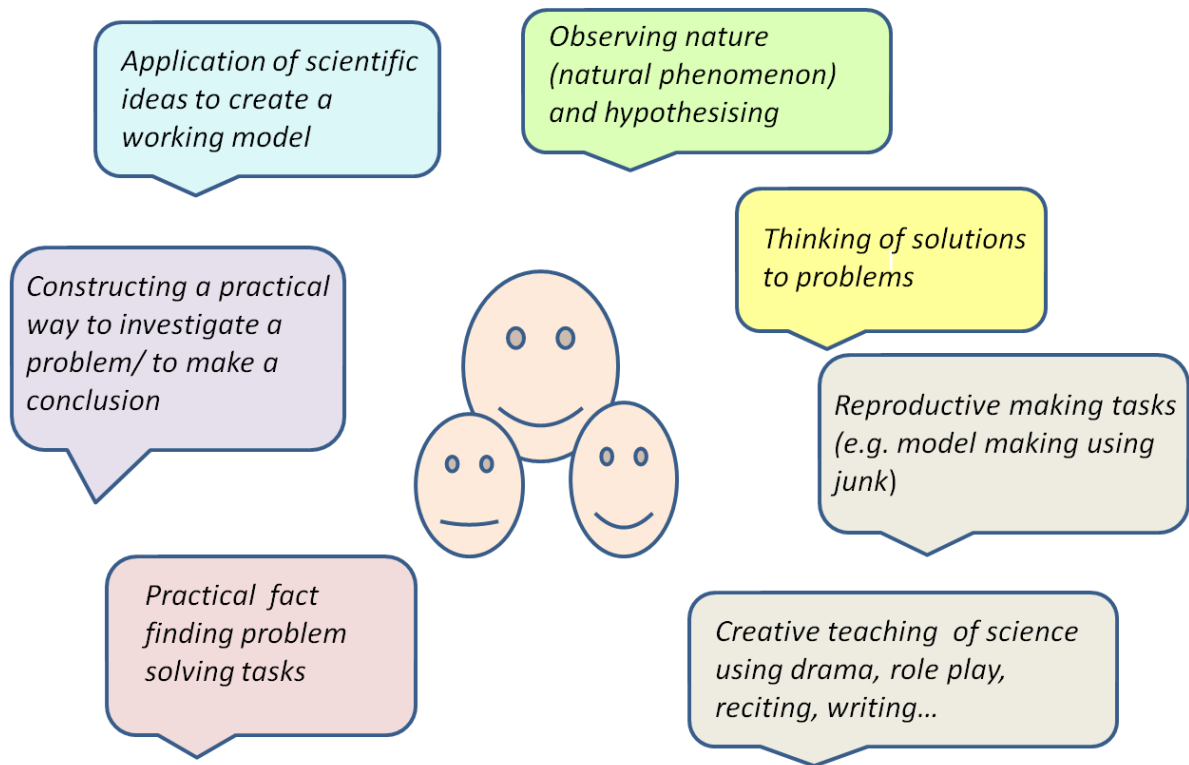 Application of scientific
ideas to create a
working model
Observing nature
(natural phenomenon)
and hypothesising
Thinking of solutions
to problems
Constructing a practical
way to investigate a
problem/ to make a
conclusion
Reproductive making tasks
(e.g. model making using
junk)
Practical fact
finding problem
solving tasks
Creative teaching of science
using drama, role play,
reciting, writing…